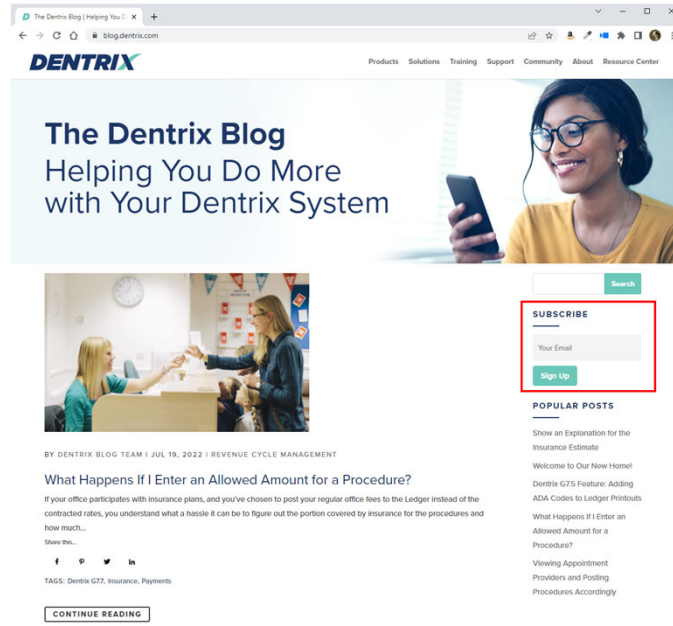 The Dentrix Blog | Helping You D
blog.dentrix.com
DENTRIX
Products Solutions Training Support Community About Resource Center
The Dentrix Blog
Helping You Do More
with Your Dentrix System
Search
SUBSCRIBE
Your Email
Sign Up
POPULAR POSTS
Show an Explanation for the
Insurance Estimate
Welcome to Our New Home!
Dentrix G7.5 Feature: Adding
ADA Codes to Ledger Printouts
What Happens If I Enter an
Allowed Amount for a
Procedure?
Viewing Appointment
Providers and Posting
Procedures Accordingly
BY DENTRIX BLOG TEAM | JUL 19, 2022 | REVENUE CYCLE MANAGEMENT
What Happens If I Enter an Allowed Amount for a Procedure?
If your office participates with insurance plans, and you've chosen to post your regular office fees to the Ledger instead of the
contracted rates, you understand what a hassle it can be to figure out the portion covered by insurance for the procedures and
how much...
Share this...
TAGS: Dentrix G7.7, Insurance, Payments
CONTINUE READING